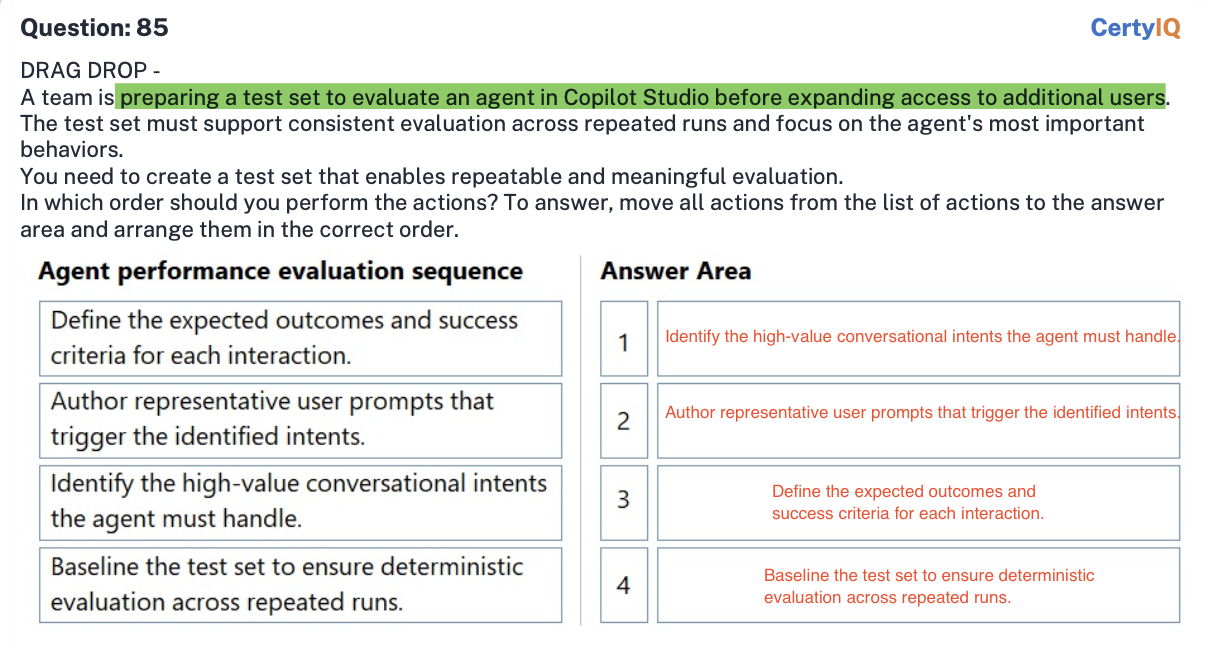 Question: 85
CertyIQ
DRAG DROP -
A team is preparing a test set to evaluate an agent in Copilot Studio before expanding access to additional users.
The test set must support consistent evaluation across repeated runs and focus on the agent's most important
behaviors.
You need to create a test set that enables repeatable and meaningful evaluation.
In which order should you perform the actions? To answer, move all actions from the list of actions to the answer
area and arrange them in the correct order.
Agent performance evaluation sequence
Define the expected outcomes and success
criteria for each interaction.
Author representative user prompts that
trigger the identified intents.
Identify the high-value conversational intents
the agent must handle.
Baseline the test set to ensure deterministic
evaluation across repeated runs.
Answer Area
1
Identify the high-value conversational intents the agent must handle.
2
Author representative user prompts that trigger the identified intents.
3
Define the expected outcomes and
success criteria for each interaction.
4
Baseline the test set to ensure deterministic
evaluation across repeated runs.